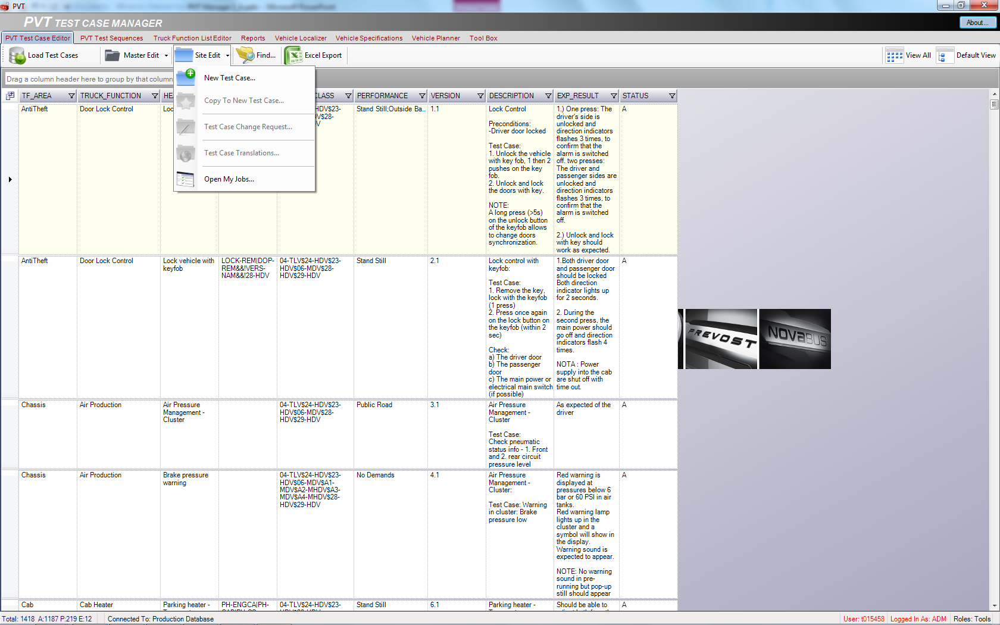 PVT
PVT TEST CASE MANAGER
About...
PVT Test Case Editor
PVT Test Sequences
Truck Function List Editor
Reports
Vehicle Localizer
Vehicle Specifications
Vehicle Planner
Tool Box
Load Test Cases
Master Edit
Site Edit
Find...
Excel Export
View All
Default View
Drag a column header here to group by that column
New Test Case...
Copy To New Test Case...
Test Case Change Request...
Test Case Translations...
Open My Jobs...
TF_AREA
TRUCK_FUNCTION
CLASS
PERFORMANCE
VERSION
DESCRIPTION
EXP_RESULT
STATUS
AntiTheft
Door Lock Control
Stand Still;Outside Ba...
1.1
Lock Control
Preconditions:
-Driver door locked
Test Case:
1. Unlock the vehicle
with key fob, 1 then 2
pushes on the key
fob.
2. Unlock and lock
the doors with key.
NOTE:
A long press (>5s)
on the unlock button
of the keyfob allows
to change doors
synchronization.
1.) One press: The
driver's side is
unlocked and
direction indicators
flashes 3 times, to
confirm that the
alarm is switched
off. two presses:
The driver and
passenger sides are
unlocked and
direction indicators
flashes 3 times, to
confirm that the
alarm is switched
off.
2.) Unlock and lock
with key should
work as expected.
A
AntiTheft
Door Lock Control
Lock vehicle with
keyfob
LOCK-REM|DOP-
REM&&!VERS-
NAM&&!28-HDV
04-TLV$24-HDV$23-
HDV$06-MDV$28-
HDV$29-HDV
Stand Still
2.1
Lock control with
keyfob:
Test Case:
1. Remove the key,
lock with the keyfob
(1 press)
2. Press once again
on the lock button on
the keyfob (within 2
sec)
Check:
a) The driver door
b) The passenger
door
c) The main power or
electrical main switch
(if possible)
1.Both driver door
and passenger door
should be locked
Both direction
indicator lights up
for 2 seconds.
2. During the
second press, the
main power should
go off and direction
indicators flash 4
times.
NOTA : Power
supply into the cab
are shut off with
time out.
A
PREVOST
NOVABUS
Chassis
Air Production
Air Pressure
Management -
Cluster
04-TLV$24-HDV$23-
HDV$06-MDV$28-
HDV$29-HDV
Public Road
3.1
Air Pressure
Management -
Cluster
Test Case:
Check pneumatic
status info - 1. Front
and 2. rear circuit
pressure level
As expected of the
driver
A
Chassis
Air Production
Brake pressure
warning
04-TLV$24-HDV$23-
HDV$06-MDV$A1-
MDV$A2-MHDV$A3-
MDV$A4-MHDV$28-
HDV$29-HDV
No Demands
4.1
Air Pressure
Management -
Cluster:
Test Case: Warning
in cluster: Brake
pressure low
Red warning is
displayed at
pressures below 6
bar or 60 PSI in air
tanks.
Red warning lamp
lights up in the
cluster and a
symbol will show in
the display.
Warning sound is
expected to appear.
NOTE: No warning
sound in pre-
running but pop-up
still should appear
A
Cab
Cab Heater
Parking heater -
PH-ENGCA|PH-
04-TLV$24-HDV$23-
Stand Still
6.1
Parking heater -
Should be able to
A
Total: 1418 A:1187 P:219 E:12
Connected To: Production Database
User: t015458
Logged In As: ADM
Roles: Tools